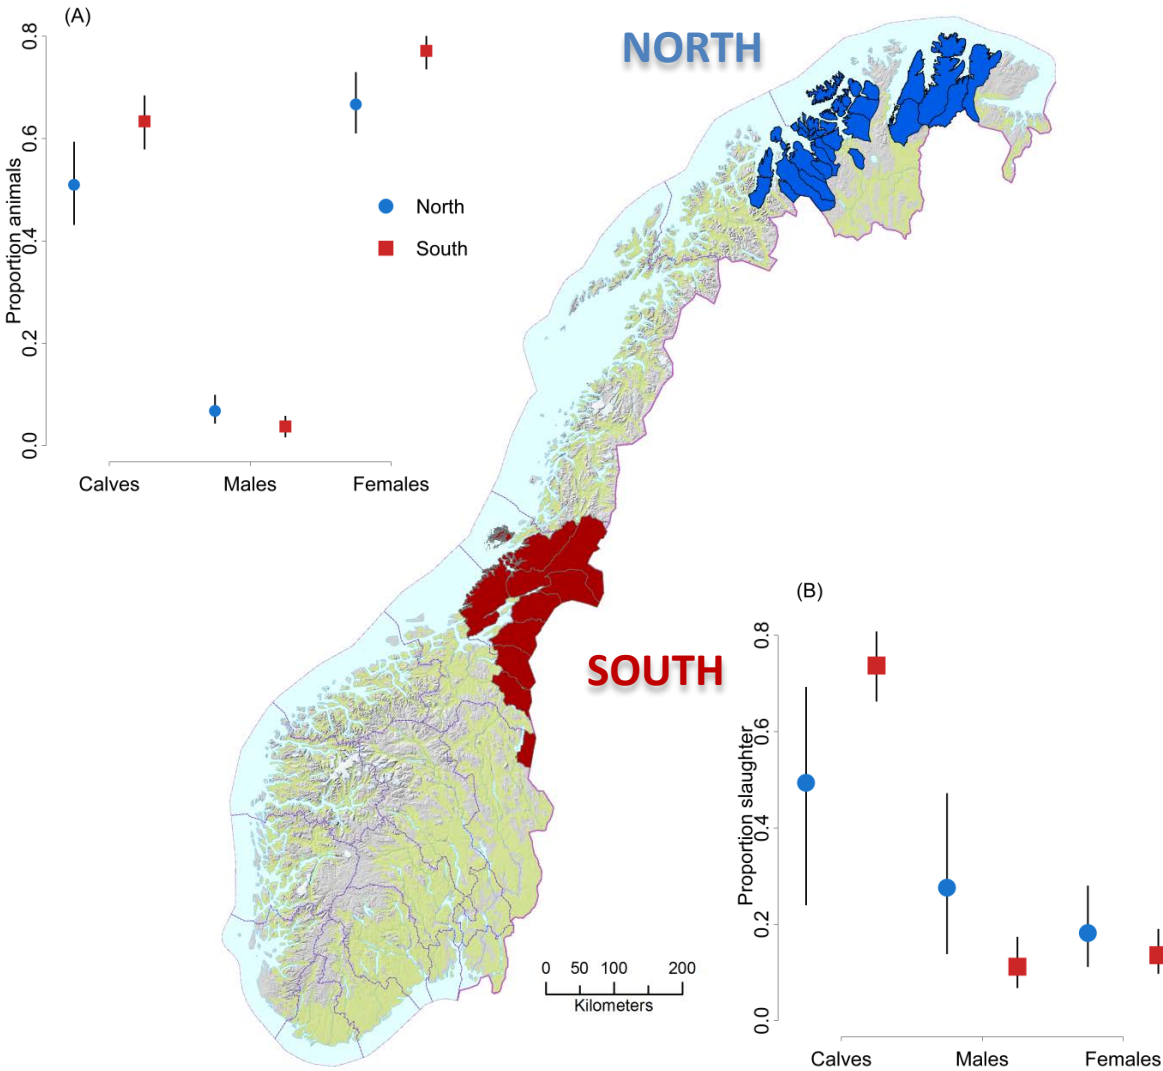 (A)
NORTH
0.8
0.6
0.4
0.2
0.0
Proportion animals
North
South
Calves
Males
Females
SOUTH
(B)
0.8
0.6
0.4
0.2
0.0
Proportion slaughter
0 50 100 200
Kilometers
Calves
Males
Females